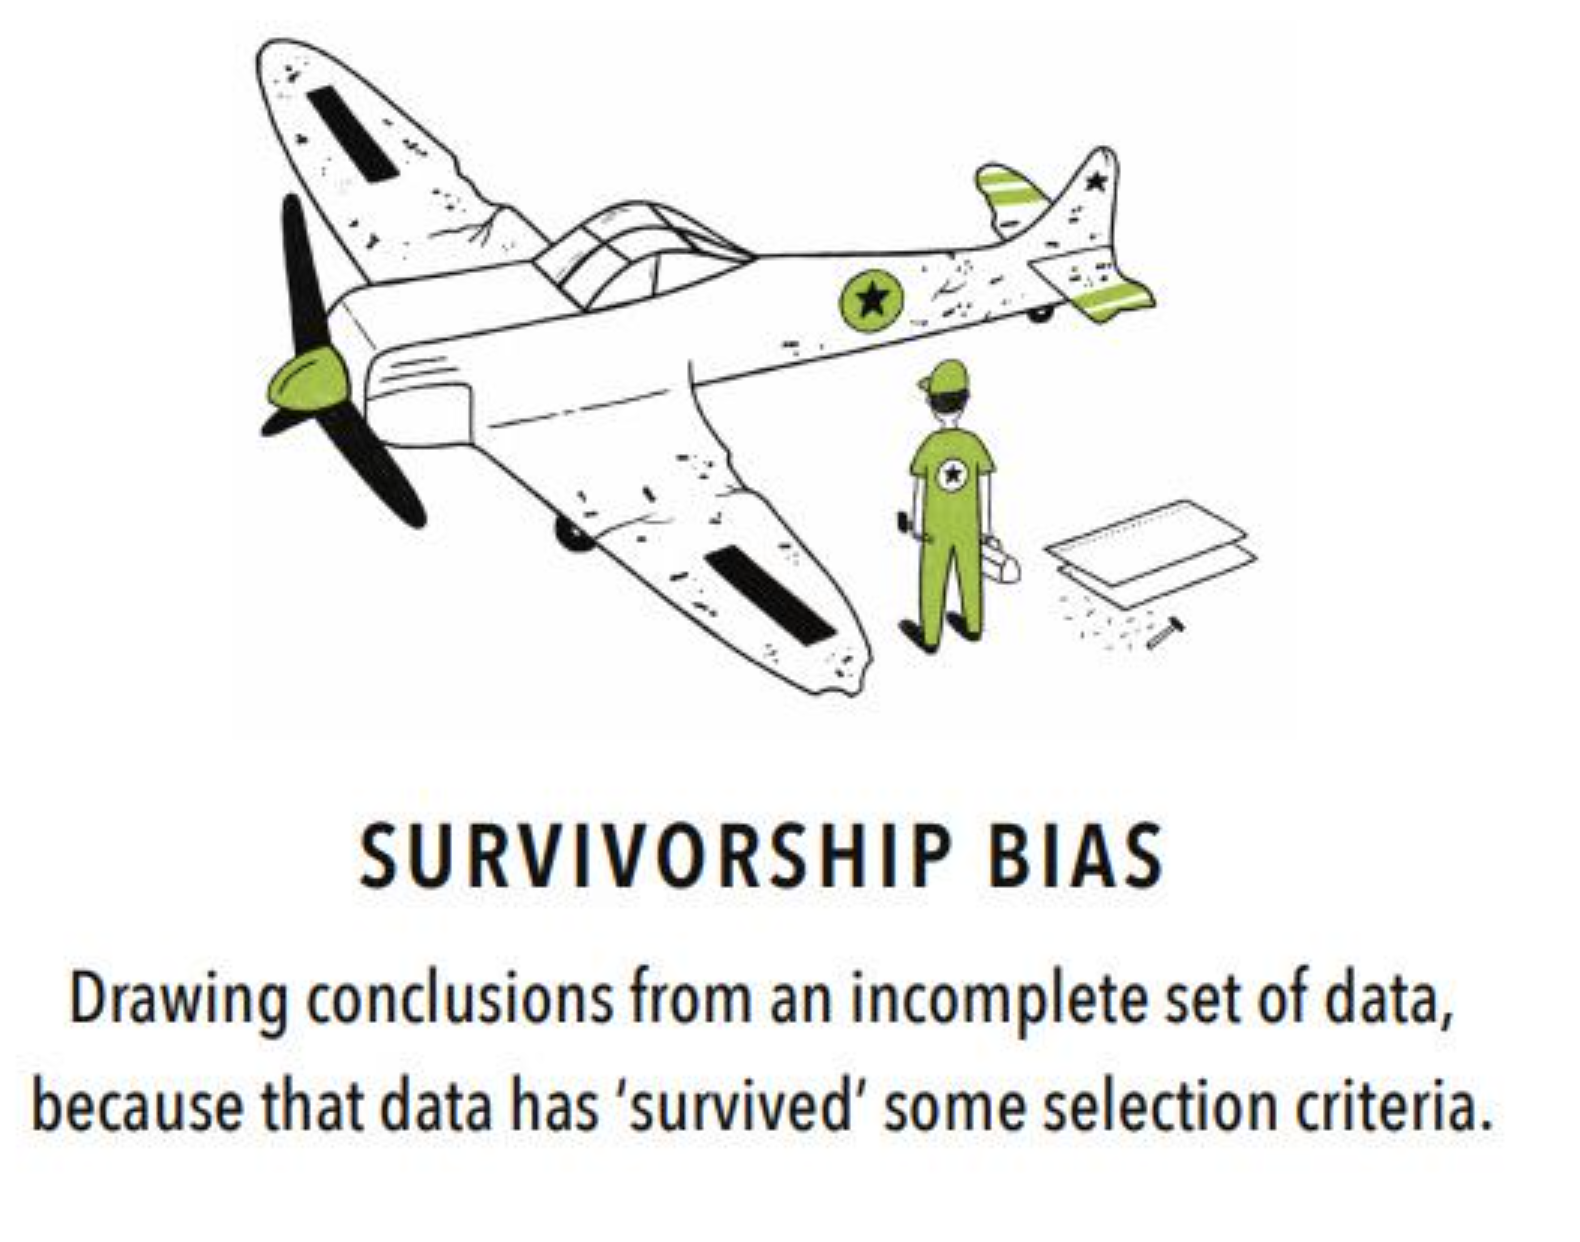 SURVIVORSHIP BIAS
Drawing conclusions from an incomplete set of data,
because that data has ‘survived’ some selection criteria.